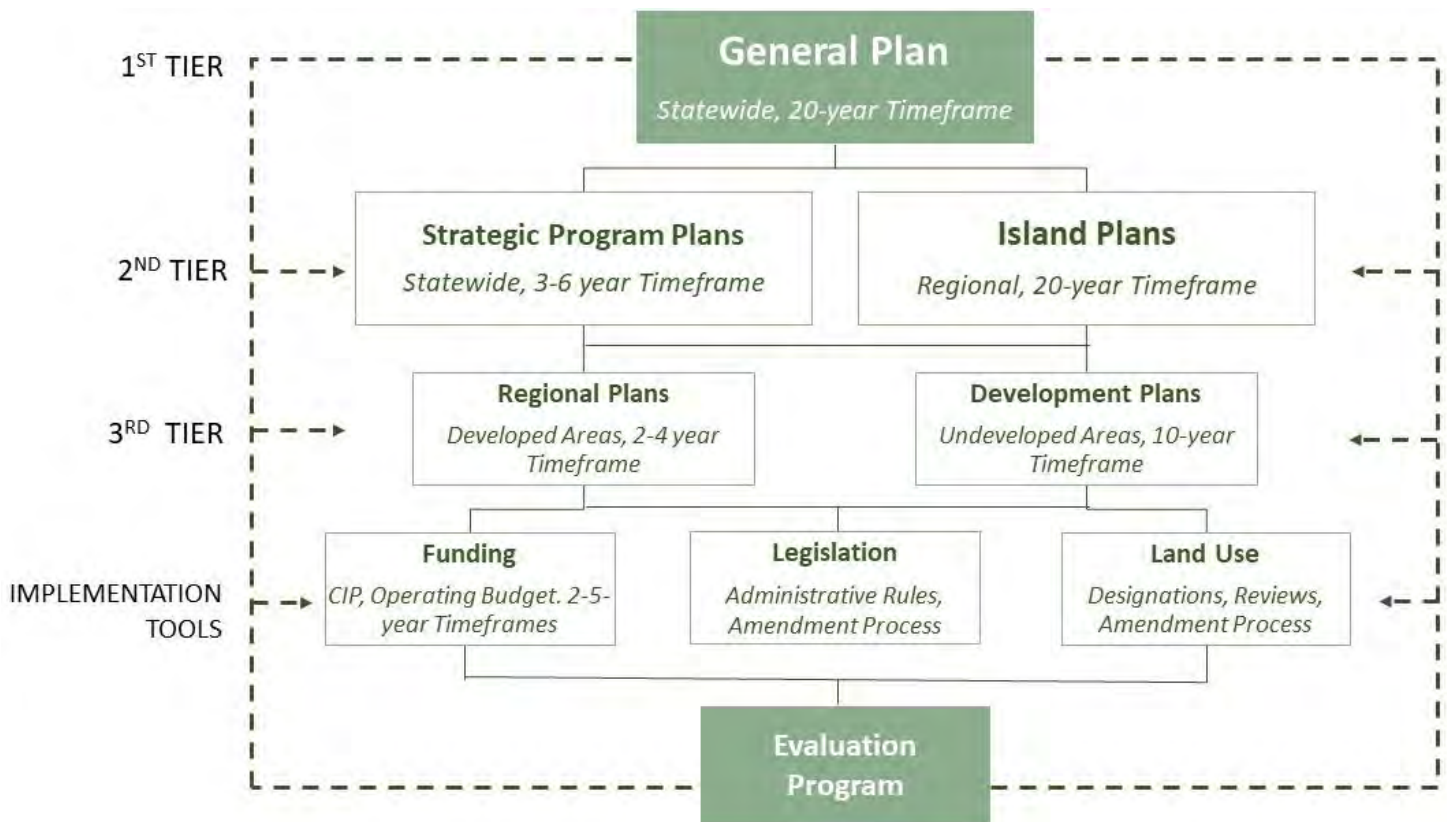 1ST TIER
General Plan
Statewide, 20-year Timeframe
2ND TIER
Strategic Program Plans
Statewide, 3-6 year Timeframe
Island Plans
Regional, 20-year Timeframe
3RD TIER
Regional Plans
Developed Areas, 2-4 year
Timeframe
Development Plans
Undeveloped Areas, 10-year
Timeframe
IMPLEMENTATION
TOOLS
Funding
CIP, Operating Budget. 2-5-
year Timeframes
Legislation
Administrative Rules,
Amendment Process
Land Use
Designations, Reviews,
Amendment Process
Evaluation
Program